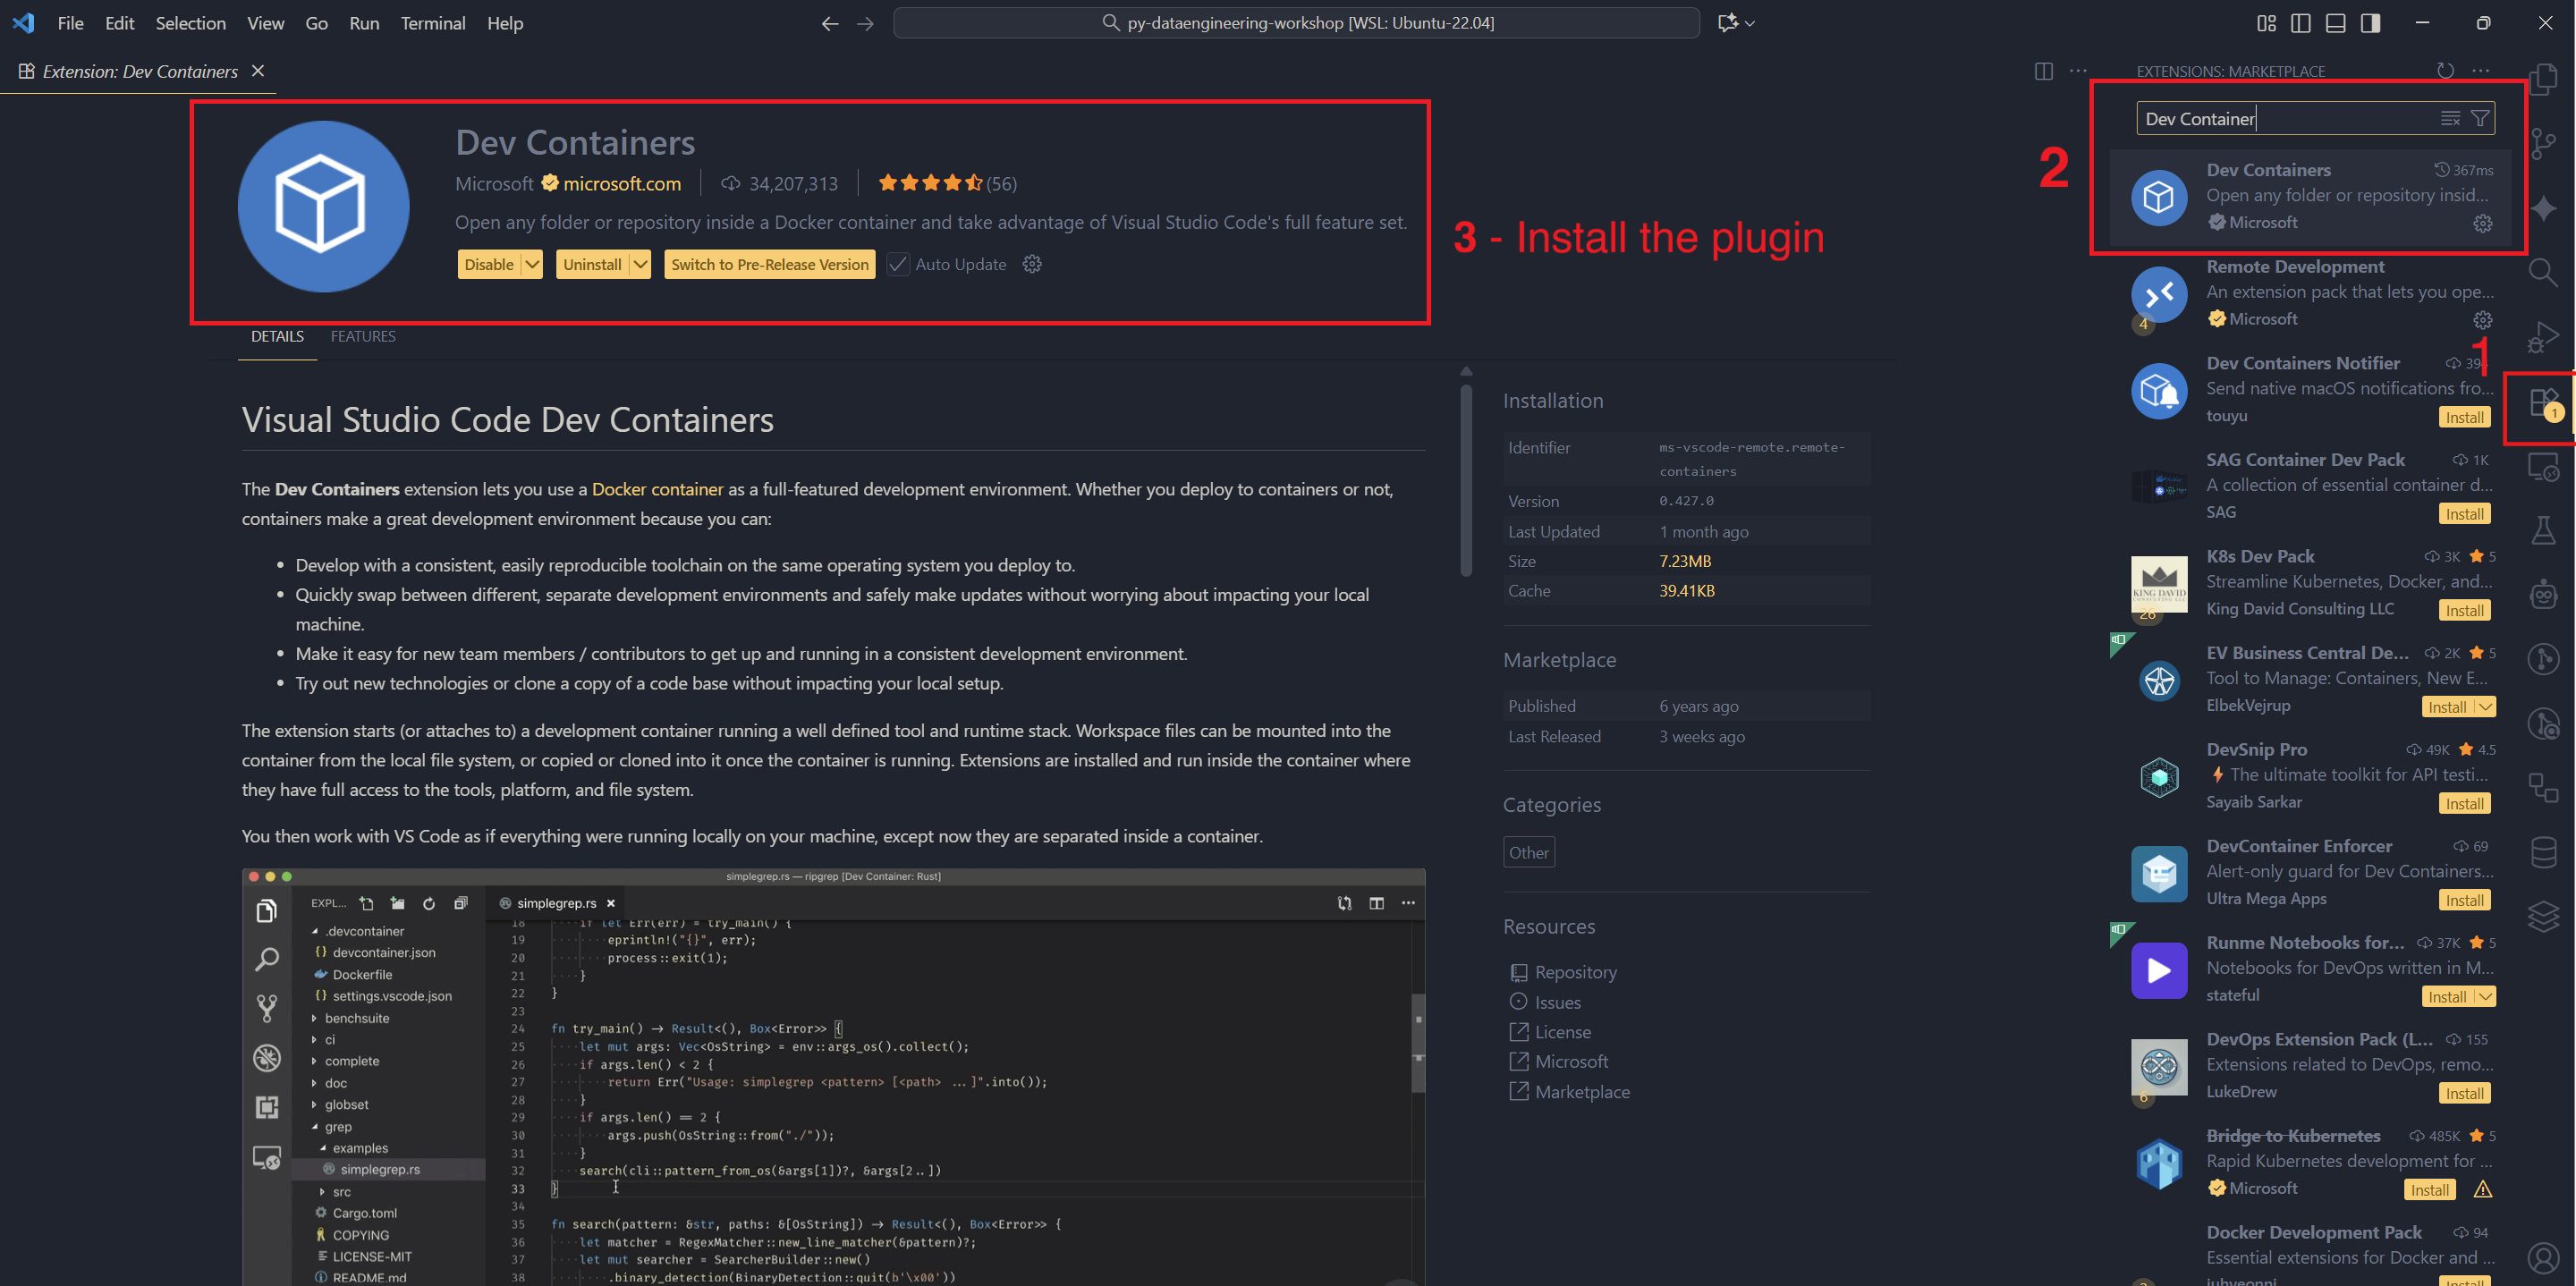 File Edit Selection View Go Run Terminal Help
py-dataengineering-workshop [WSL: Ubuntu-22.04]
Extension: Dev Containers
Dev Containers
Microsoft microsoft.com 34,207,313 (56)
Open any folder or repository inside a Docker container and take advantage of Visual Studio Code's full feature set.
Disable Uninstall Switch to Pre-Release Version Auto Update
3 - Install the plugin
DETAILS FEATURES
Visual Studio Code Dev Containers
The Dev Containers extension lets you use a Docker container as a full-featured development environment. Whether you deploy to containers or not,
containers make a great development environment because you can:
• Develop with a consistent, easily reproducible toolchain on the same operating system you deploy to.
• Quickly swap between different, separate development environments and safely make updates without worrying about impacting your local
machine.
• Make it easy for new team members / contributors to get up and running in a consistent development environment.
• Try out new technologies or clone a copy of a code base without impacting your local setup.
The extension starts (or attaches to) a development container running a well defined tool and runtime stack. Workspace files can be mounted into the
container from the local file system, or copied or cloned into it once the container is running. Extensions are installed and run inside the container where
they have full access to the tools, platform, and file system.
You then work with VS Code as if everything were running locally on your machine, except now they are separated inside a container.
simplegrep.rs — ripgrep [Dev Container: Rust]
EXPL...
.devcontainer
devcontainer.json
Dockerfile
settings.vscode.json
benchsuite
ci
complete
doc
globset
grep
examples
simplegrep.rs
src
Cargo.toml
COPYING
LICENSE-MIT
README.md
simplegrep.rs
18 if let Err(err) = try_main() {
19 eprintln!("{}", err);
20 process::exit(1);
21 }
22 }
23
24 fn try_main() → Result<(), Box<Error>> {
25 let mut args: Vec<OsString> = env::args_os().collect();
26 if args.len() < 2 {
27 return Err("Usage: simplegrep <pattern> [<path> ...]".into());
28 }
29 if args.len() == 2 {
30 args.push(OsString::from("./"));
31 }
32 search(cli::pattern_from_os(&args[1])?, &args[2..])
33 }
34
35 fn search(pattern: &str, paths: &[OsString]) → Result<(), Box<Error>> {
36 let matcher = RegexMatcher::new_line_matcher(&pattern)?;
37 let mut searcher = SearcherBuilder::new()
38 .binary_detection(BinaryDetection::quit(b'\x00'))
Installation
Identifier ms-vscode-remote.remote-
containers
Version 0.427.0
Last Updated 1 month ago
Size 7.23MB
Cache 39.41KB
Marketplace
Published 6 years ago
Last Released 3 weeks ago
Categories
Other
Resources
Repository
Issues
License
Microsoft
Marketplace
EXTENSIONS: MARKETPLACE
2
Dev Container
Dev Containers 367ms
Open any folder or repository insid...
Microsoft
Remote Development
An extension pack that lets you ope...
4 Microsoft
1
Dev Containers Notifier 39
Send native macOS notifications fro...
touyu Install
1
SAG Container Dev Pack 1K
A collection of essential container d...
SAG Install
K8s Dev Pack 3K 5
Streamline Kubernetes, Docker, and...
KING DAVID
26 King David Consulting LLC Install
EV Business Central De... 2K 5
Tool to Manage: Containers, New E...
ElbekVejrup Install
DevSnip Pro 49K 4.5
The ultimate toolkit for API testi...
Sayaib Sarkar Install
DevContainer Enforcer 69
Alert-only guard for Dev Containers...
Ultra Mega Apps Install
Runme Notebooks for... 37K 5
Notebooks for DevOps written in M...
stateful Install
DevOps Extension Pack (L... 155
Extensions related to DevOps, remo...
6 LukeDrew Install
Bridge to Kubernetes 485K 5
Rapid Kubernetes development for ...
Microsoft Install
Docker Development Pack 94
Essential extensions for Docker and ...
Install